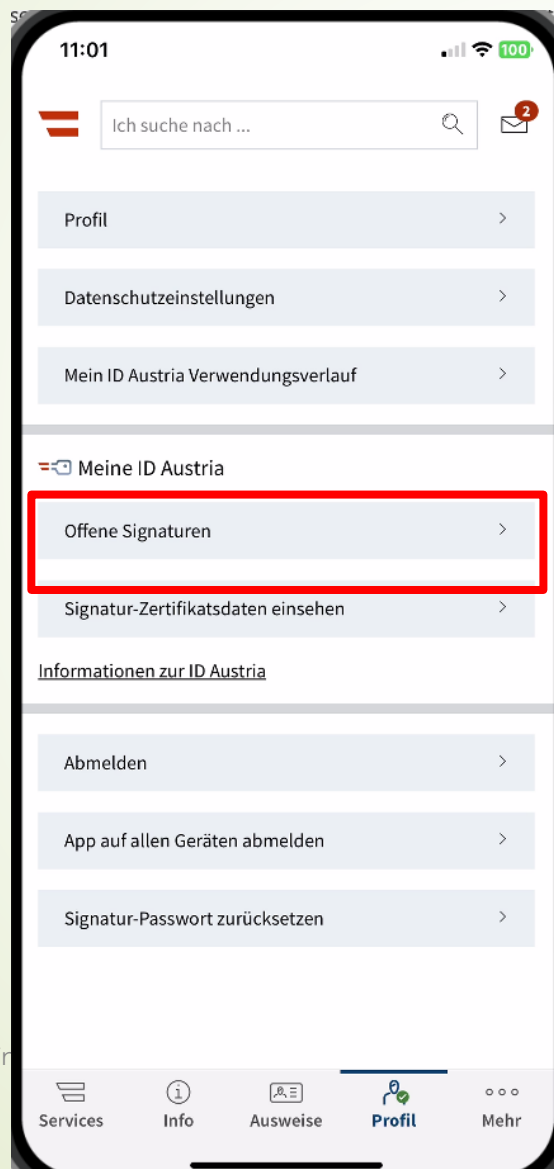 11:01
100
Ich suche nach ...
2
Profil
Datenschutzeinstellungen
Mein ID Austria Verwendungsverlauf
Meine ID Austria
Offene Signaturen
Signatur-Zertifikatsdaten einsehen
Informationen zur ID Austria
Abmelden
App auf allen Geräten abmelden
Signatur-Passwort zurücksetzen
Services
Info
Ausweise
Profil
Mehr